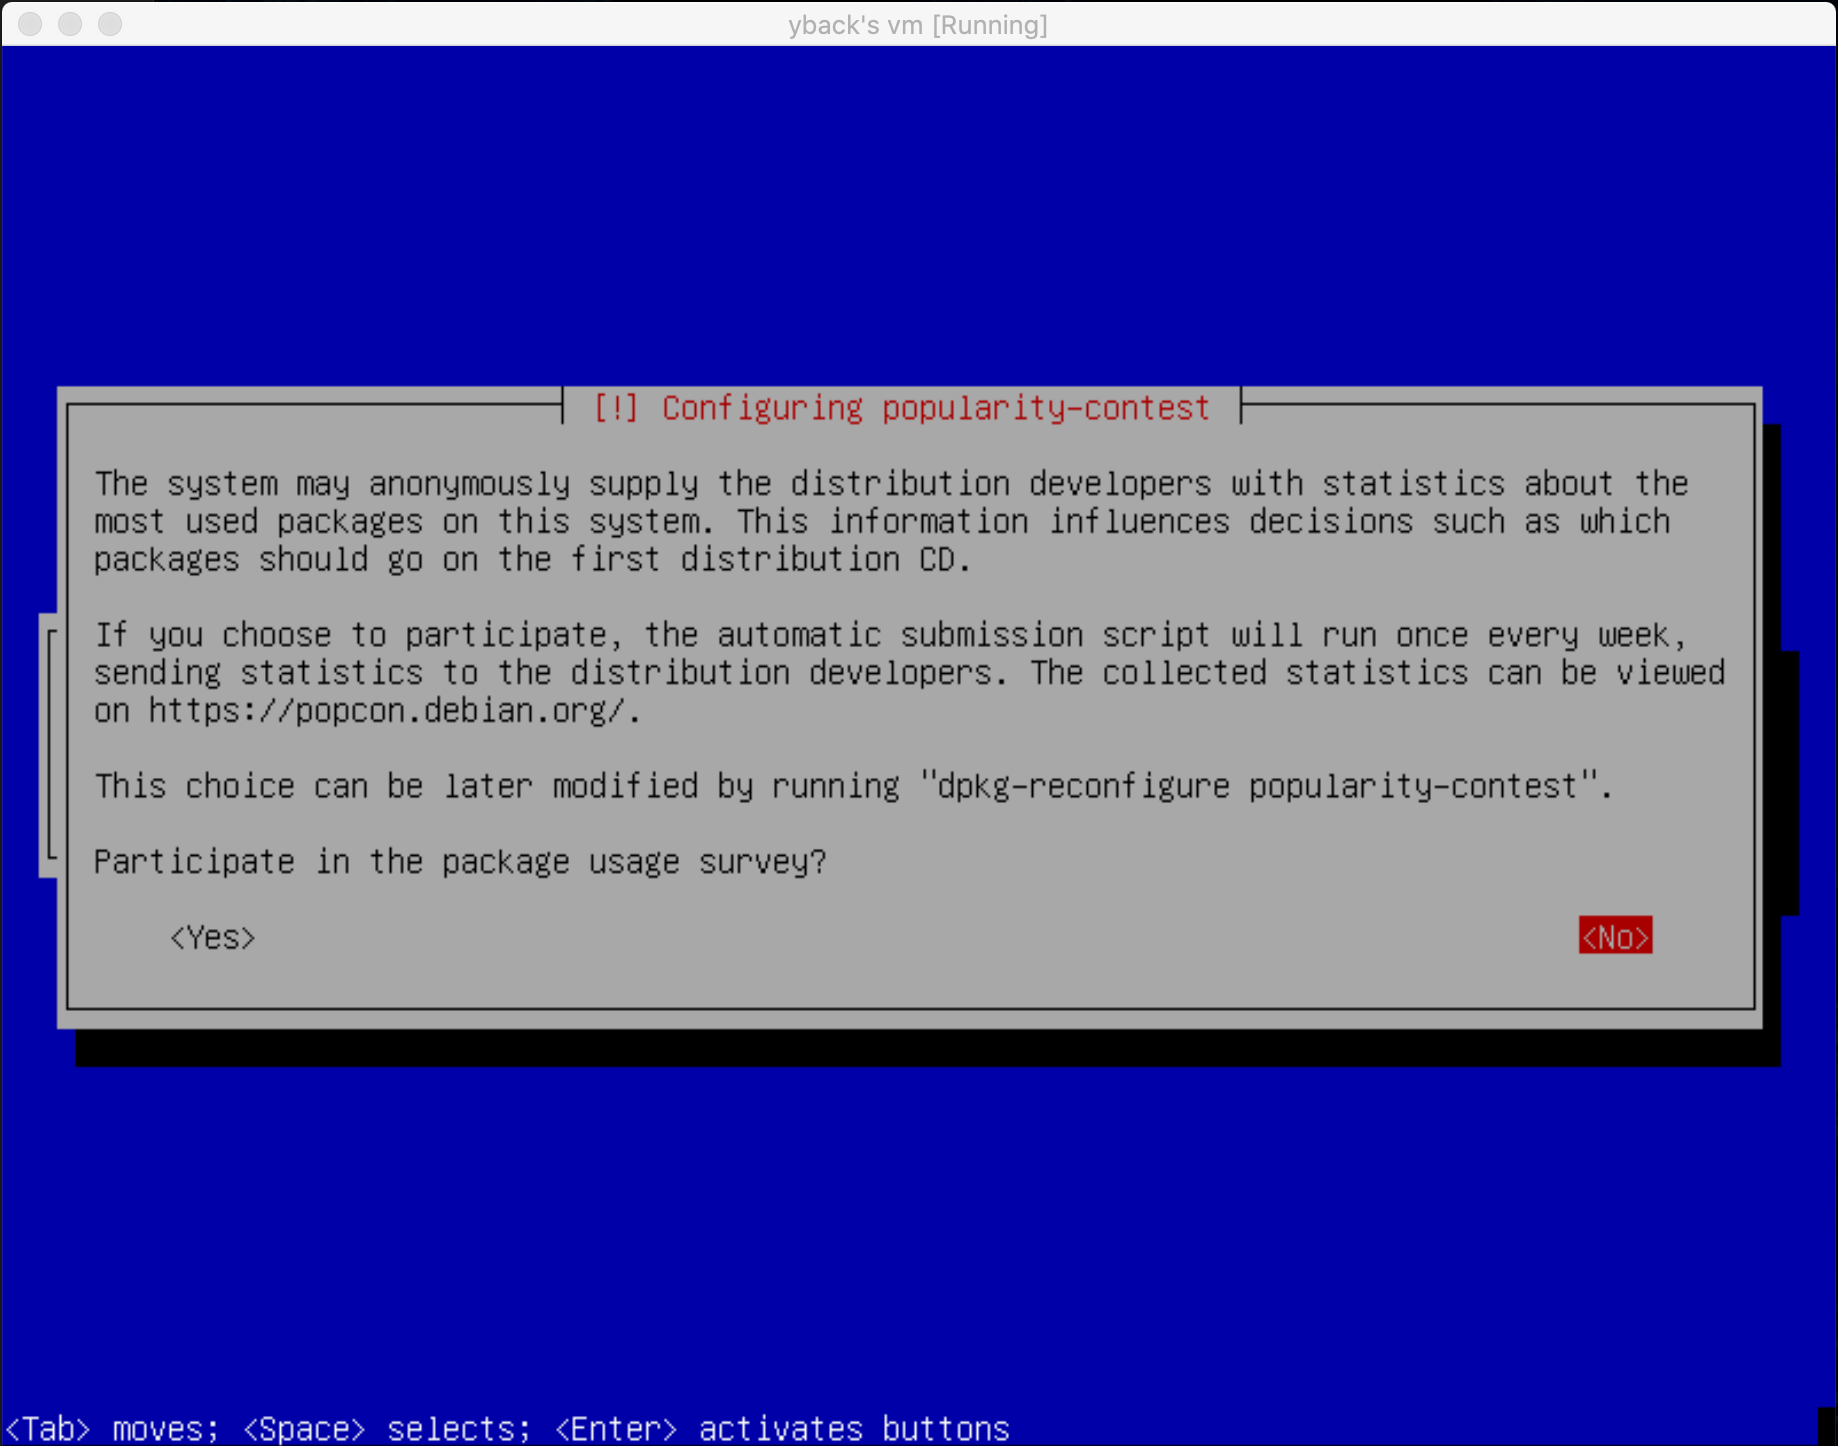 yback's vm [Running]
[!] Configuring popularity-contest
The system may anonymously supply the distribution developers with statistics about the
most used packages on this system. This information influences decisions such as which
packages should go on the first distribution CD.
If you choose to participate, the automatic submission script will run once every week,
sending statistics to the distribution developers. The collected statistics can be viewed
on https://popcon.debian.org/.
This choice can be later modified by running "dpkg-reconfigure popularity-contest".
Participate in the package usage survey?
<Yes> <No>
<Tab> moves; <Space> selects; <Enter> activates buttons